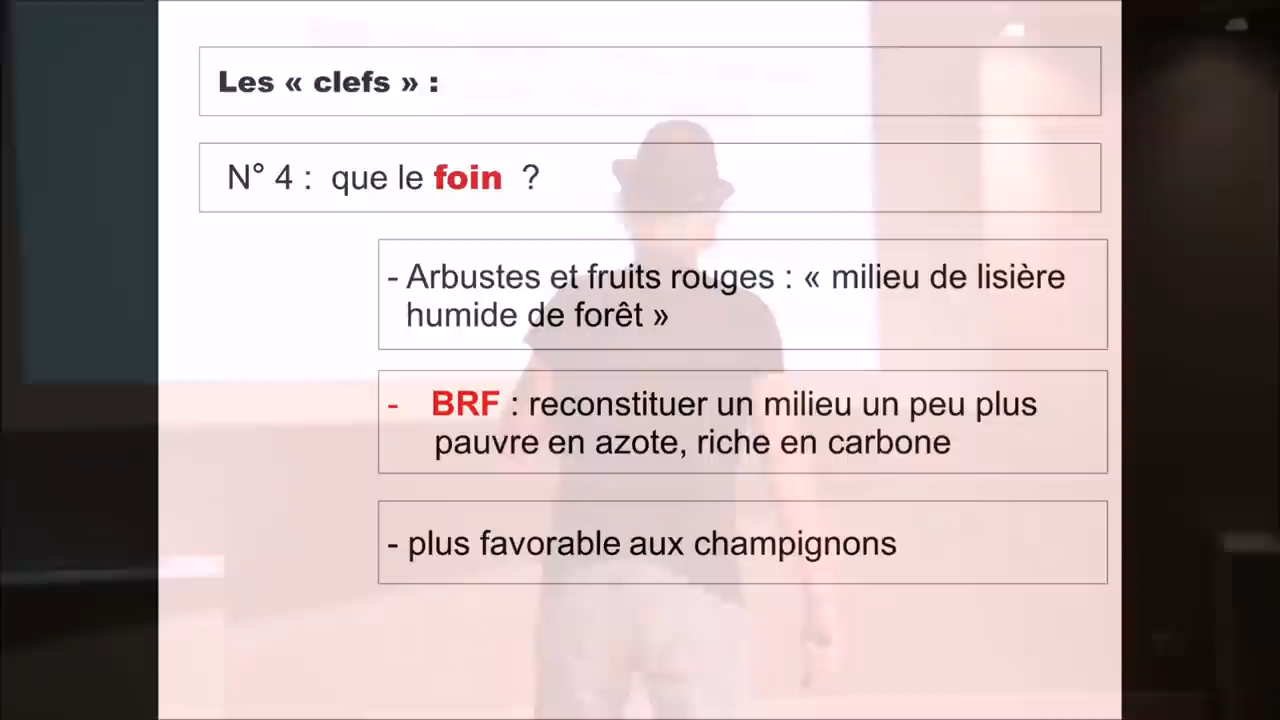 Les « clefs » :
N° 4 : que le foin ?
- Arbustes et fruits rouges : « milieu de lisière
humide de forêt »
- BRF : reconstituer un milieu un peu plus
pauvre en azote, riche en carbone
- plus favorable aux champignons